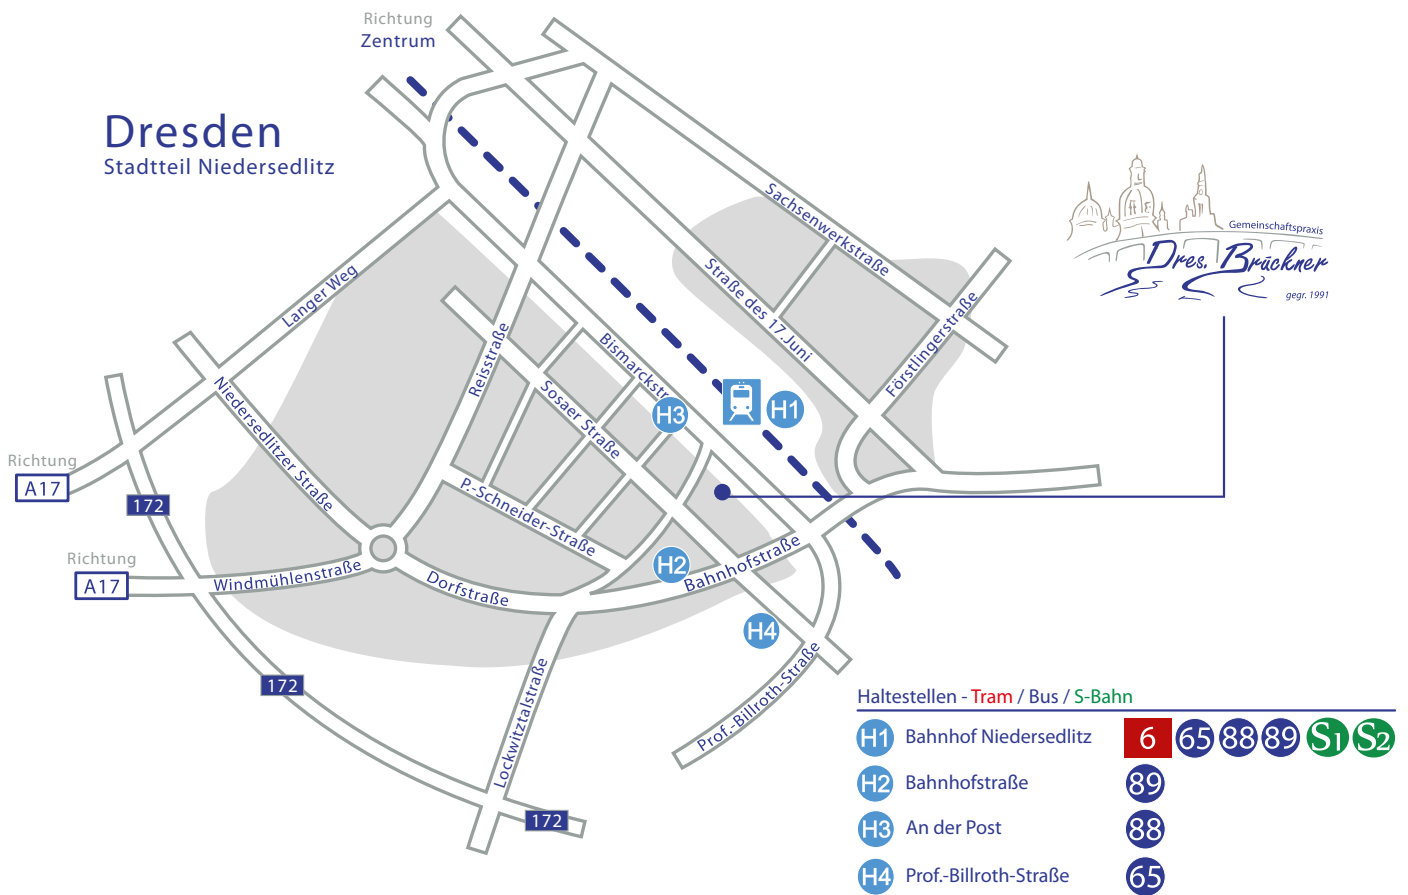 Richtung
Zentrum
Dresden
Stadtteil Niedersedlitz
Sachsenwerkstraße
Gemeinschaftspraxis
Dres. Brückner
gegr. 1991
Straße des 17.Juni
Langer Weg
Förstlingerstraße
Reisstraße
Bismarckstr.
H1
H3
Niedersedlitzer Straße
Sosaer Straße
Richtung
A17
172
P.-Schneider-Straße
Richtung
A17
Windmühlenstraße
Dorfstraße
H2
Bahnhofstraße
H4
172
Lockwitztalstraße
Prof.-Billroth-Straße
172
Haltestellen - Tram / Bus / S-Bahn
H1 Bahnhof Niedersedlitz 6 65 88 89 S1 S2
H2 Bahnhofstraße 89
H3 An der Post 88
H4 Prof.-Billroth-Straße 65